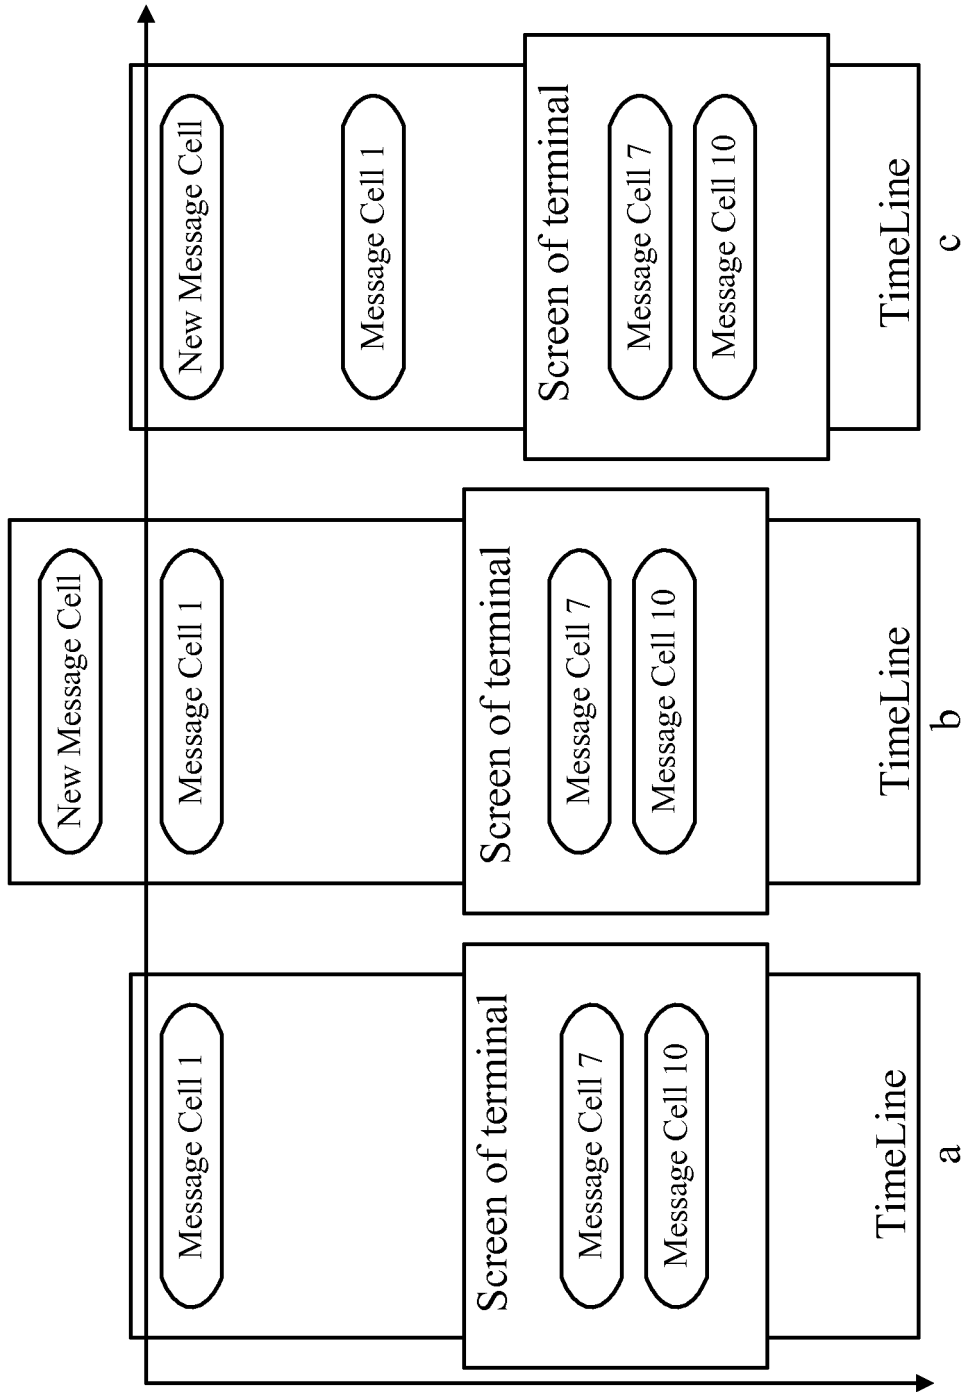 Message Cell 1
Screen of terminal
Message Cell 7
Message Cell 10
TimeLine
a
New Message Cell
Message Cell 1
Screen of terminal
Message Cell 7
Message Cell 10
TimeLine
b
New Message Cell
Message Cell 1
Screen of terminal
Message Cell 7
Message Cell 10
TimeLine
c